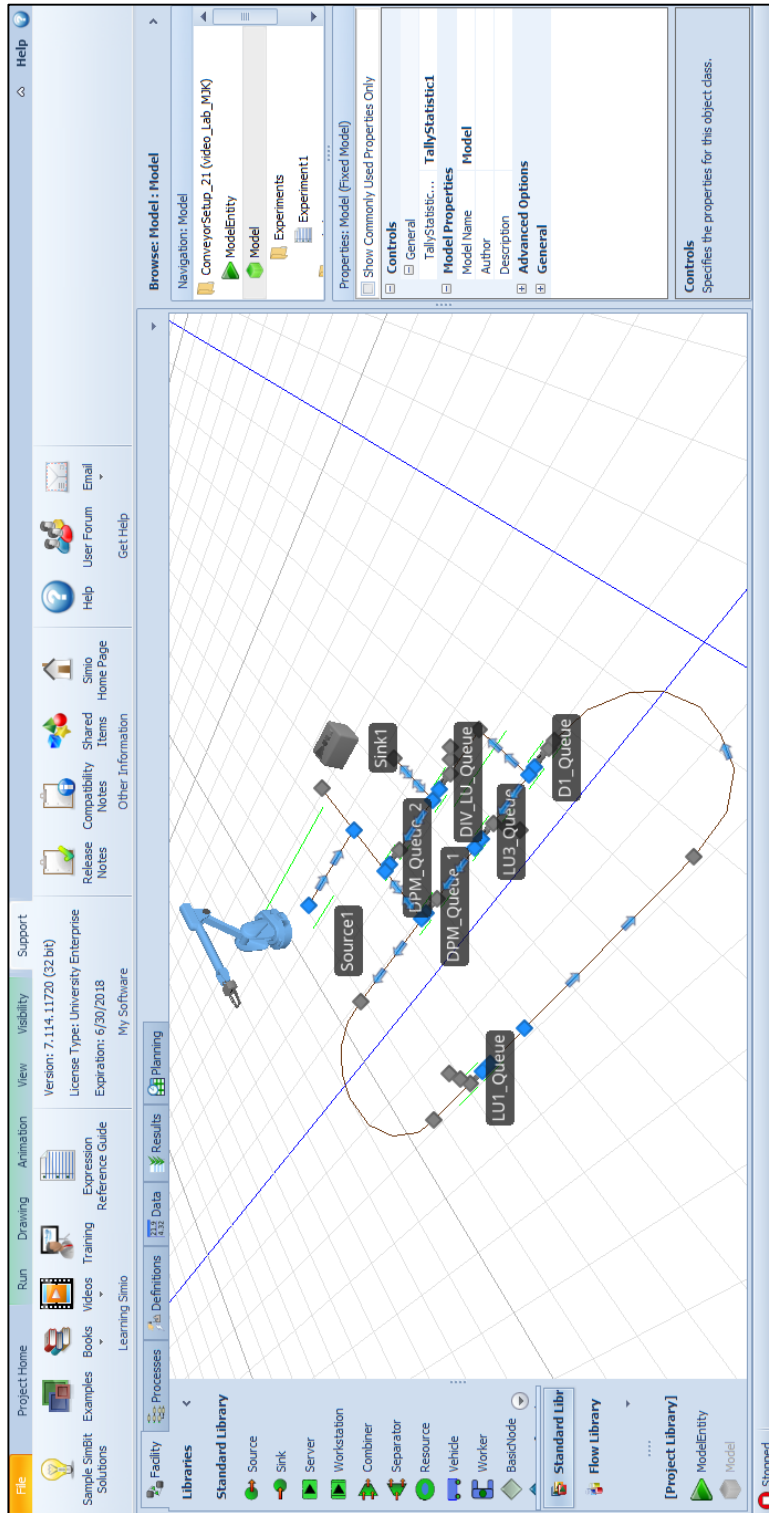 File Project Home Run Drawing Animation View Visibility Support Help
Sample SimBit Solutions
Examples
Books
Videos
Training
Expression Reference Guide
Learning Simio
Version: 7.114.11720 (32 bit)
License Type: University Enterprise
Expiration: 6/30/2018
My Software
Release Notes
Compatibility Notes
Shared Items
Simio Home Page
Other Information
Help
User Forum
Email
Get Help
Facility Processes Definitions Data Results Planning
Libraries
Standard Library
Source
Sink
Server
Workstation
Combiner
Separator
Resource
Vehicle
Worker
BasicNode
Standard Libr
Flow Library
[Project Library]
ModelEntity
Model
Source1
Sink1
DPM_Queue_2
DIV_LU_Queue
DPM_Queue_1
LU3_Queue
D1_Queue
LU1_Queue
Browse: Model : Model
Navigation: Model
ConveyorSetup_21 (video_Lab_MJK)
ModelEntity
Model
Experiments
Experiment1
Properties: Model (Fixed Model)
Show Commonly Used Properties Only
Controls
General
TallyStatistic... TallyStatistic1
Model Properties
Model Name Model
Author
Description
Advanced Options
General
Controls
Specifies the properties for this object class.
Stopped